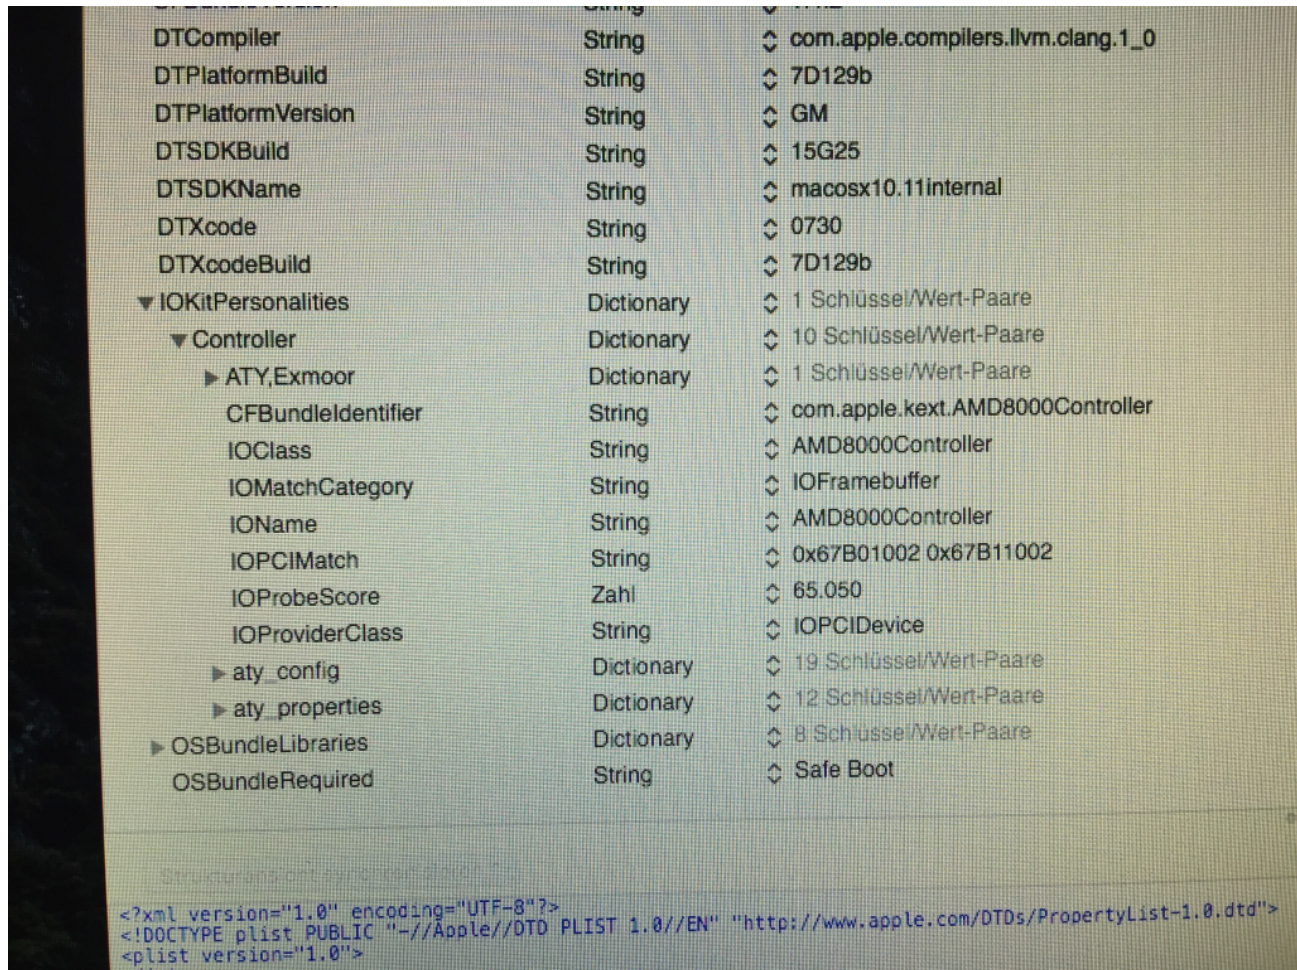 DTCompiler String com.apple.compilers.llvm.clang.1_0
DTPlatformBuild String 7D129b
DTPlatformVersion String GM
DTSDKBuild String 15G25
DTSDKName String macosx10.11internal
DTXcode String 0730
DTXcodeBuild String 7D129b
IOKitPersonalities Dictionary 1 Schlüssel/Wert-Paare
Controller Dictionary 10 Schlüssel/Wert-Paare
ATY,Exmoor Dictionary 1 Schlüssel/Wert-Paare
CFBundleIdentifier String com.apple.kext.AMD8000Controller
IOClass String AMD8000Controller
IOMatchCategory String IOFramebuffer
IOName String AMD8000Controller
IOPCIMatch String 0x67B01002 0x67B11002
IOProbeScore Zahl 65.050
IOProviderClass String IOPCIDevice
aty_config Dictionary 19 Schlüssel/Wert-Paare
aty_properties Dictionary 12 Schlüssel/Wert-Paare
OSBundleLibraries Dictionary 8 Schlüssel/Wert-Paare
OSBundleRequired String Safe Boot
<?xml version="1.0" encoding="UTF-8"?>
<!DOCTYPE plist PUBLIC "-//Apple//DTD PLIST 1.0//EN" "http://www.apple.com/DTDs/PropertyList-1.0.dtd">
<plist version="1.0">